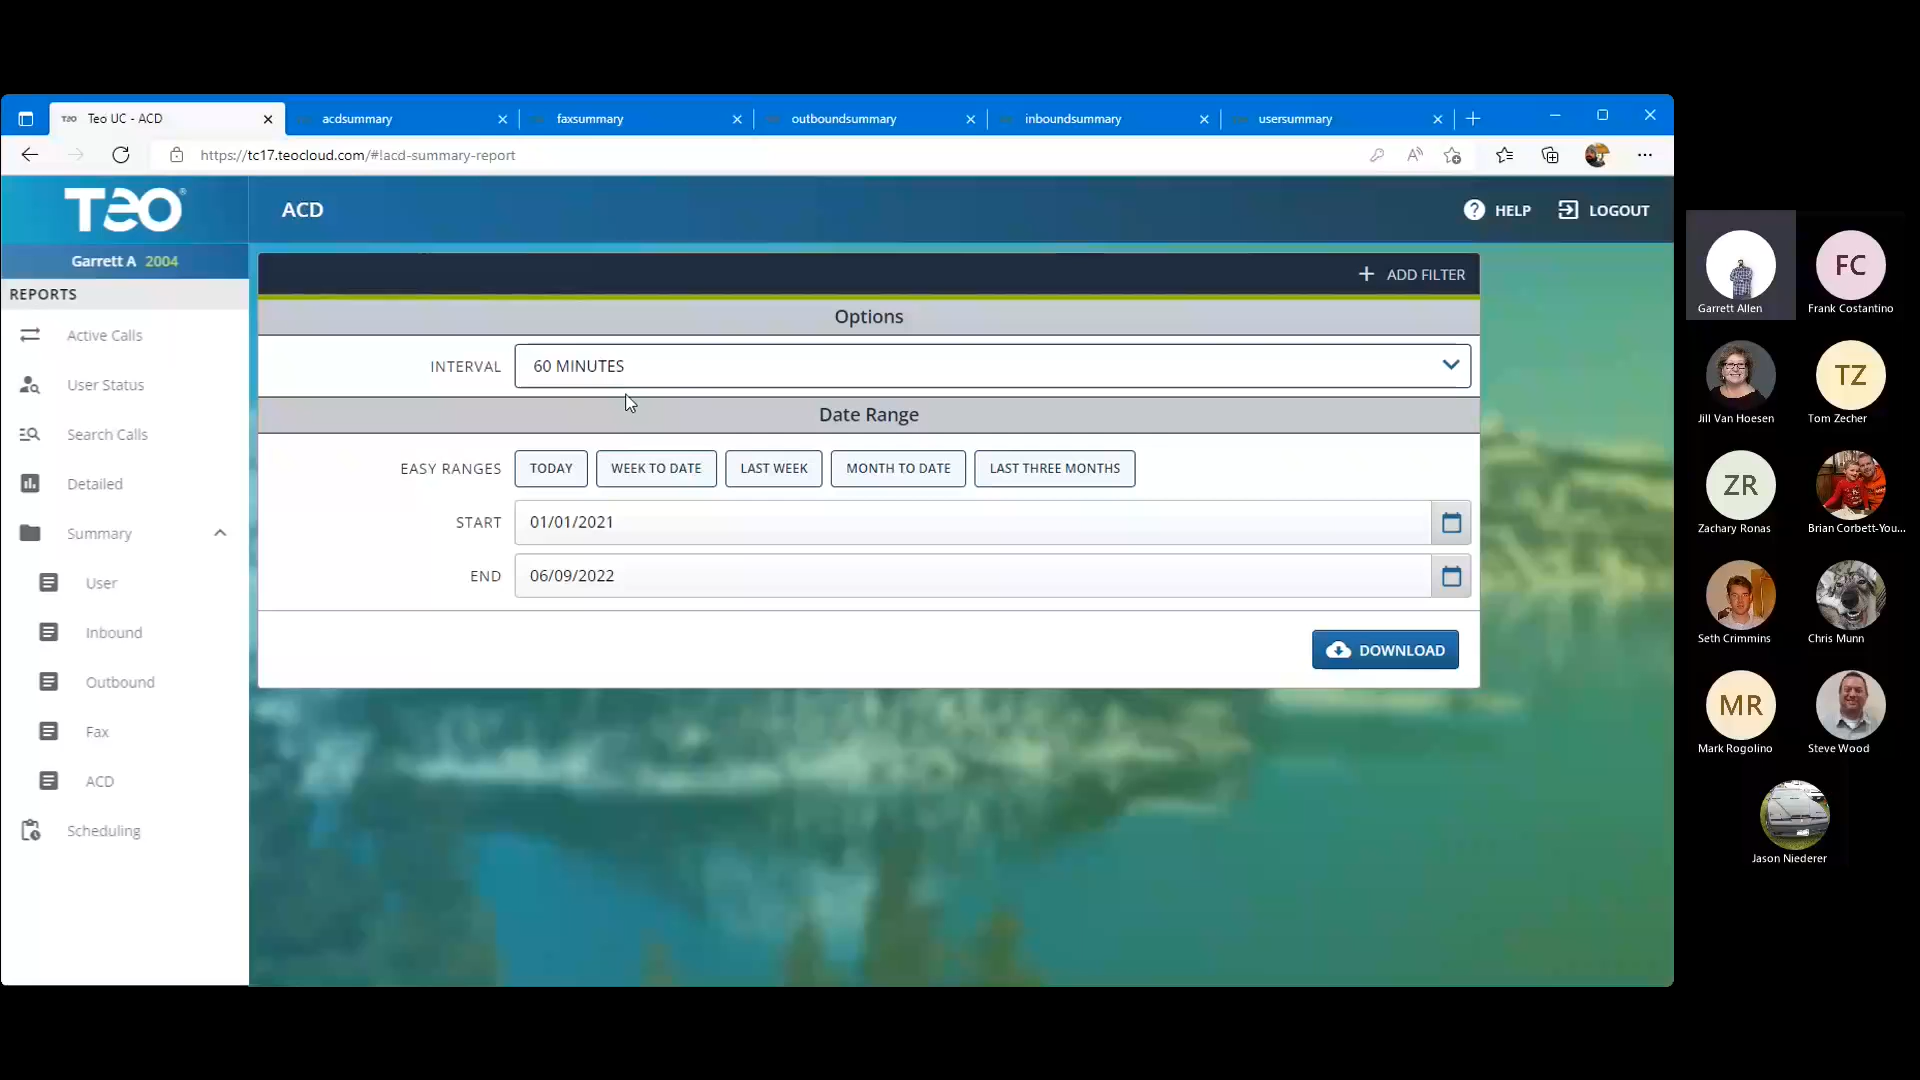 Teo UC - ACD
acdsummary
faxsummary
outboundsummary
inboundsummary
usersummary
https://tc17.teocloud.com/#!acd-summary-report
TEO®
ACD
HELP
LOGOUT
Garrett A 2004
REPORTS
Active Calls
User Status
Search Calls
Detailed
Summary
User
Inbound
Outbound
Fax
ACD
Scheduling
ADD FILTER
Options
INTERVAL 60 MINUTES
Date Range
EASY RANGES TODAY WEEK TO DATE LAST WEEK MONTH TO DATE LAST THREE MONTHS
START 01/01/2021
END 06/09/2022
DOWNLOAD
Garrett Allen
FC
Frank Costantino
Jill Van Hoesen
TZ
Tom Zecher
ZR
Zachary Ronas
Brian Corbett-You...
Seth Crimmins
Chris Munn
MR
Mark Rogolino
Steve Wood
Jason Niederer